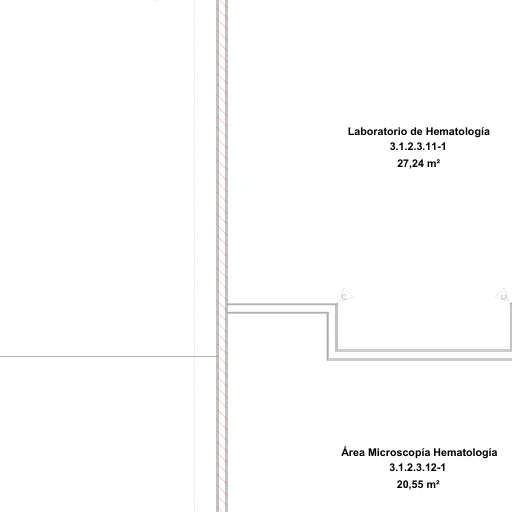 Laboratorio de Hematología
3.1.2.3.11-1
27,24 m²
Área Microscopía Hematología
3.1.2.3.12-1
20,55 m²